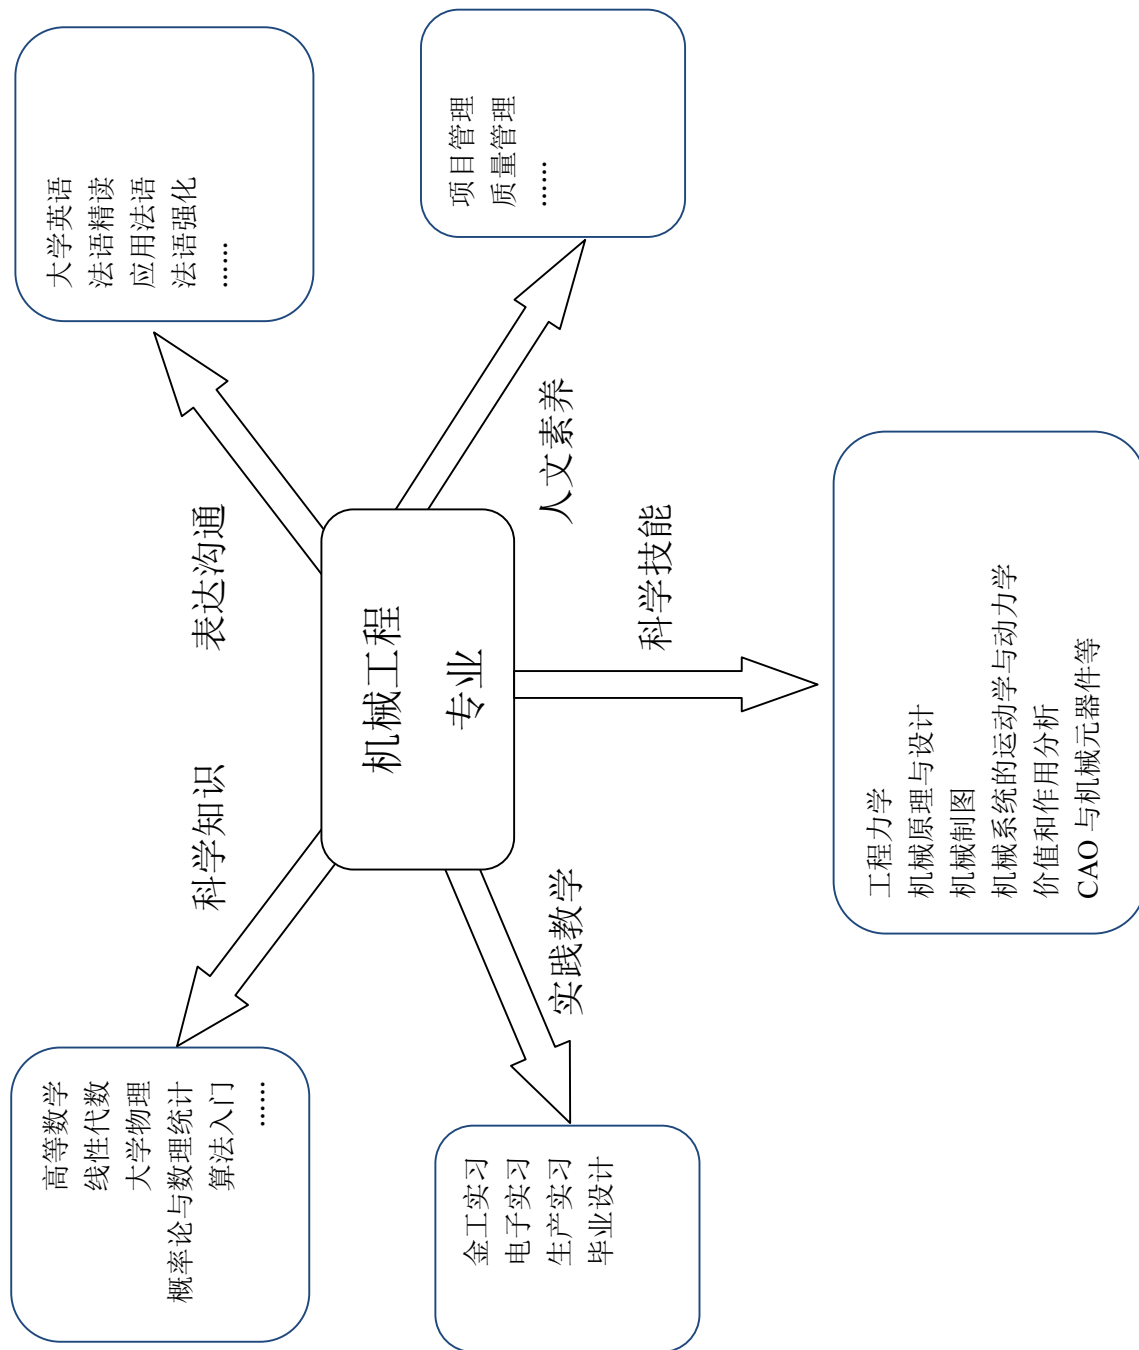 科学知识
表达沟通
高等数学
线性代数
大学物理
概率论与数理统计
算法入门
……
大学英语
法语精读
应用法语
法语强化
……
机械工程
专业
实践教学
人文素养
金工实习
电子实习
生产实习
毕业设计
项目管理
质量管理
……
科学技能
工程力学
机械原理与设计
机械制图
机械系统的运动学与动力学
价值和作用分析
CAO 与机械元器件等